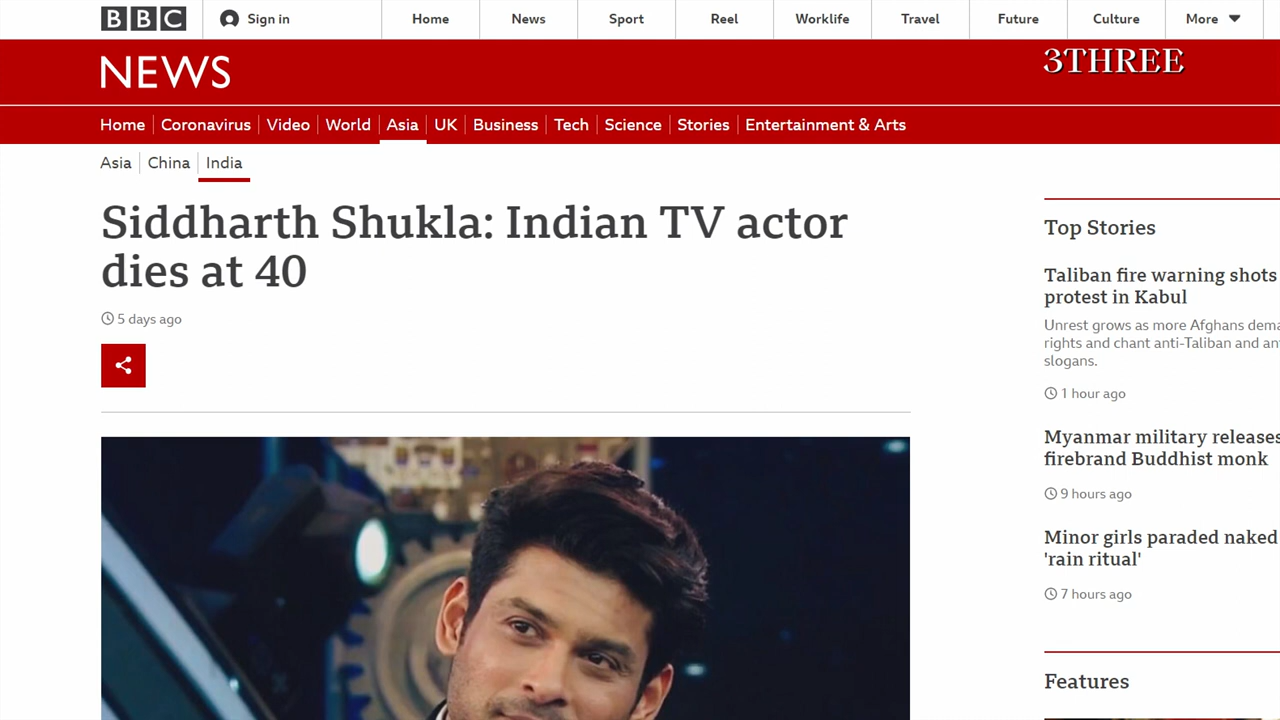 BBC Sign in Home News Sport Reel Worklife Travel Future Culture More
NEWS
3THREE
Home Coronavirus Video World Asia UK Business Tech Science Stories Entertainment & Arts
Asia China India
Siddharth Shukla: Indian TV actor
dies at 40
5 days ago
Top Stories
Taliban fire warning shots
protest in Kabul
Unrest grows as more Afghans
rights and chant anti-Taliban and
slogans.
1 hour ago
Myanmar military releases
firebrand Buddhist monk
9 hours ago
Minor girls paraded naked
'rain ritual'
7 hours ago
Features